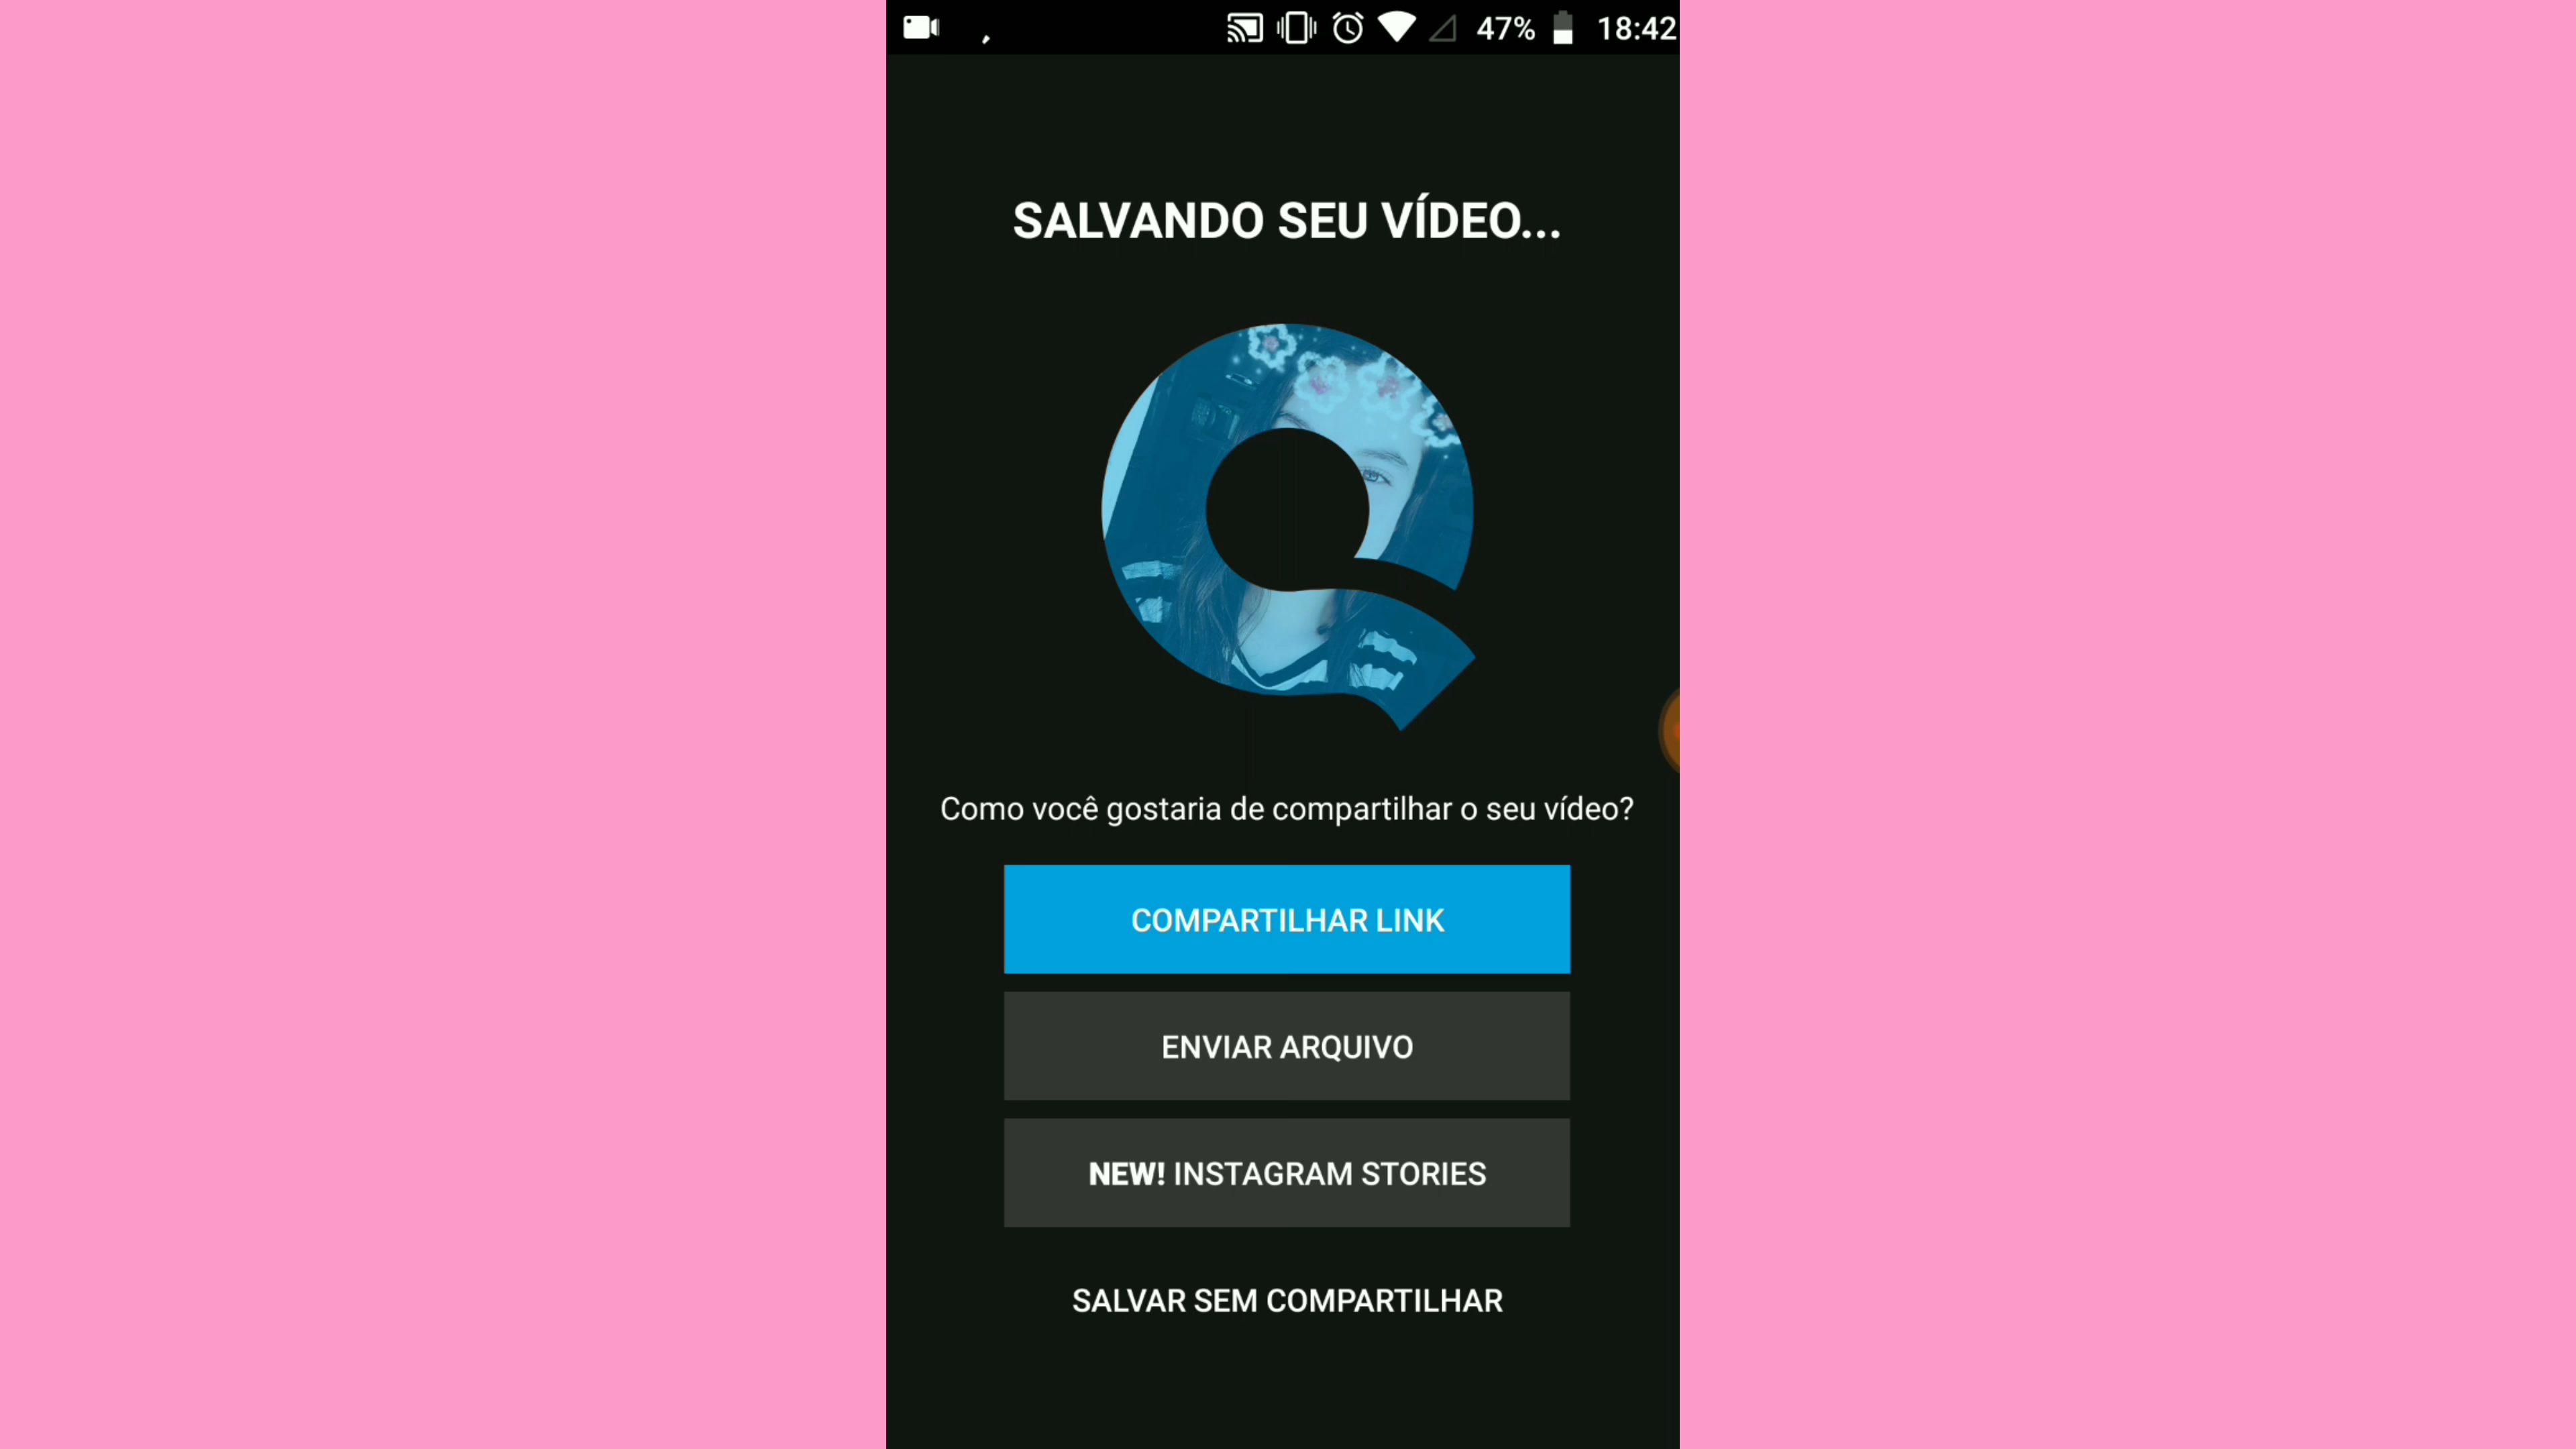 47% 18:42
SALVANDO SEU VÍDEO...
Como você gostaria de compartilhar o seu vídeo?
COMPARTILHAR LINK
ENVIAR ARQUIVO
NEW! INSTAGRAM STORIES
SALVAR SEM COMPARTILHAR